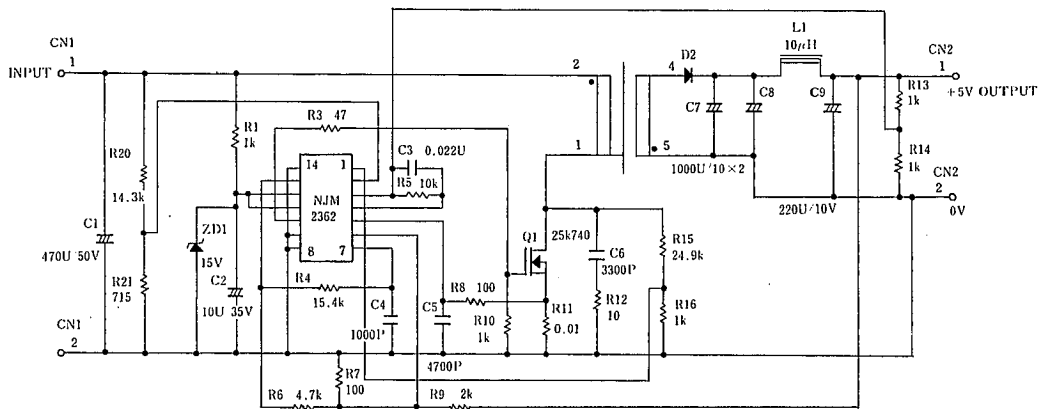 CN1
1
INPUT
R20
14.3k
C1
470U 50V
R21
715
CN1
2
R1
1k
ZD1
15V
C2
10U 35V
R3 47
14 1
NJM
2362
8 7
C3
0.022U
R5
10k
R4
15.4k
C4
1000P
C5
4700P
R6 4.7k
R7
100
R9 2k
R8 100
R10
1k
Q1
25k740
R11
0.01
C6
3300P
R12
10
R15
24.9k
R16
1k
2
1
4
5
D2
C7
C8
1000U/10×2
L1
10μH
C9
220U/10V
R13
1k
R14
1k
CN2
1
+5V OUTPUT
CN2
2
0V